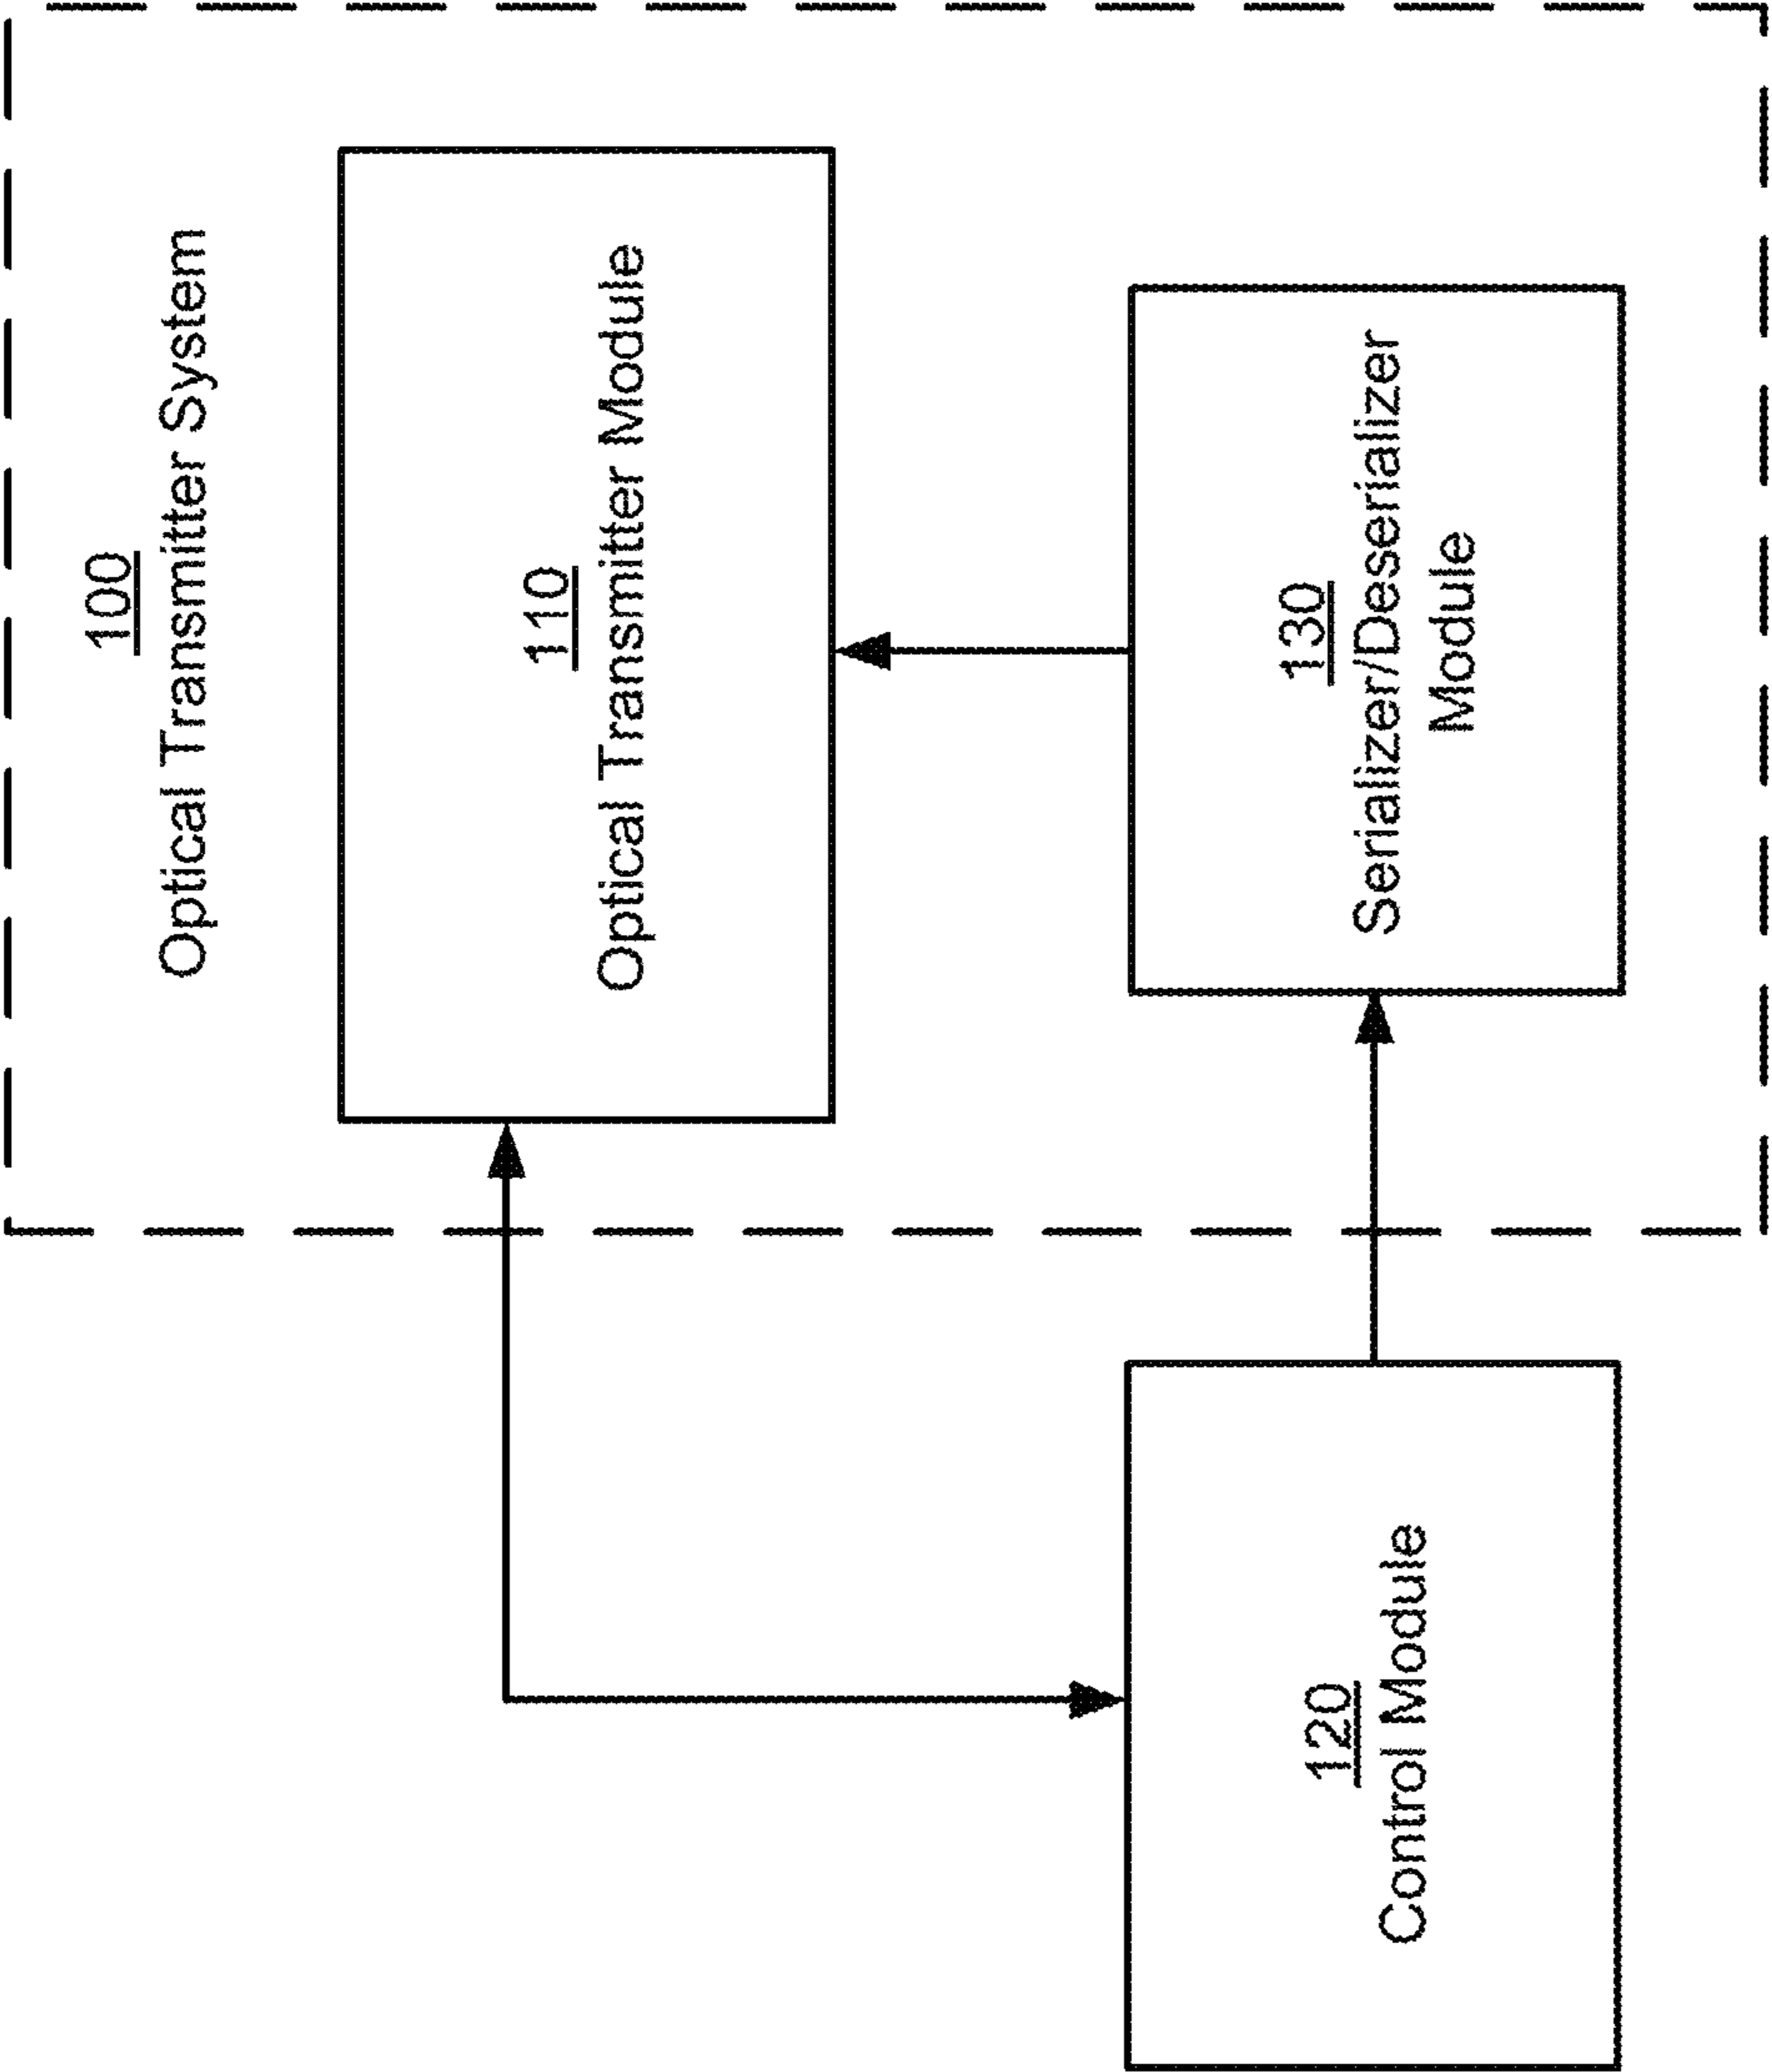 100
Optical Transmitter System
110
Optical Transmitter Module
120
Control Module
130
Serializer/Deserializer
Module